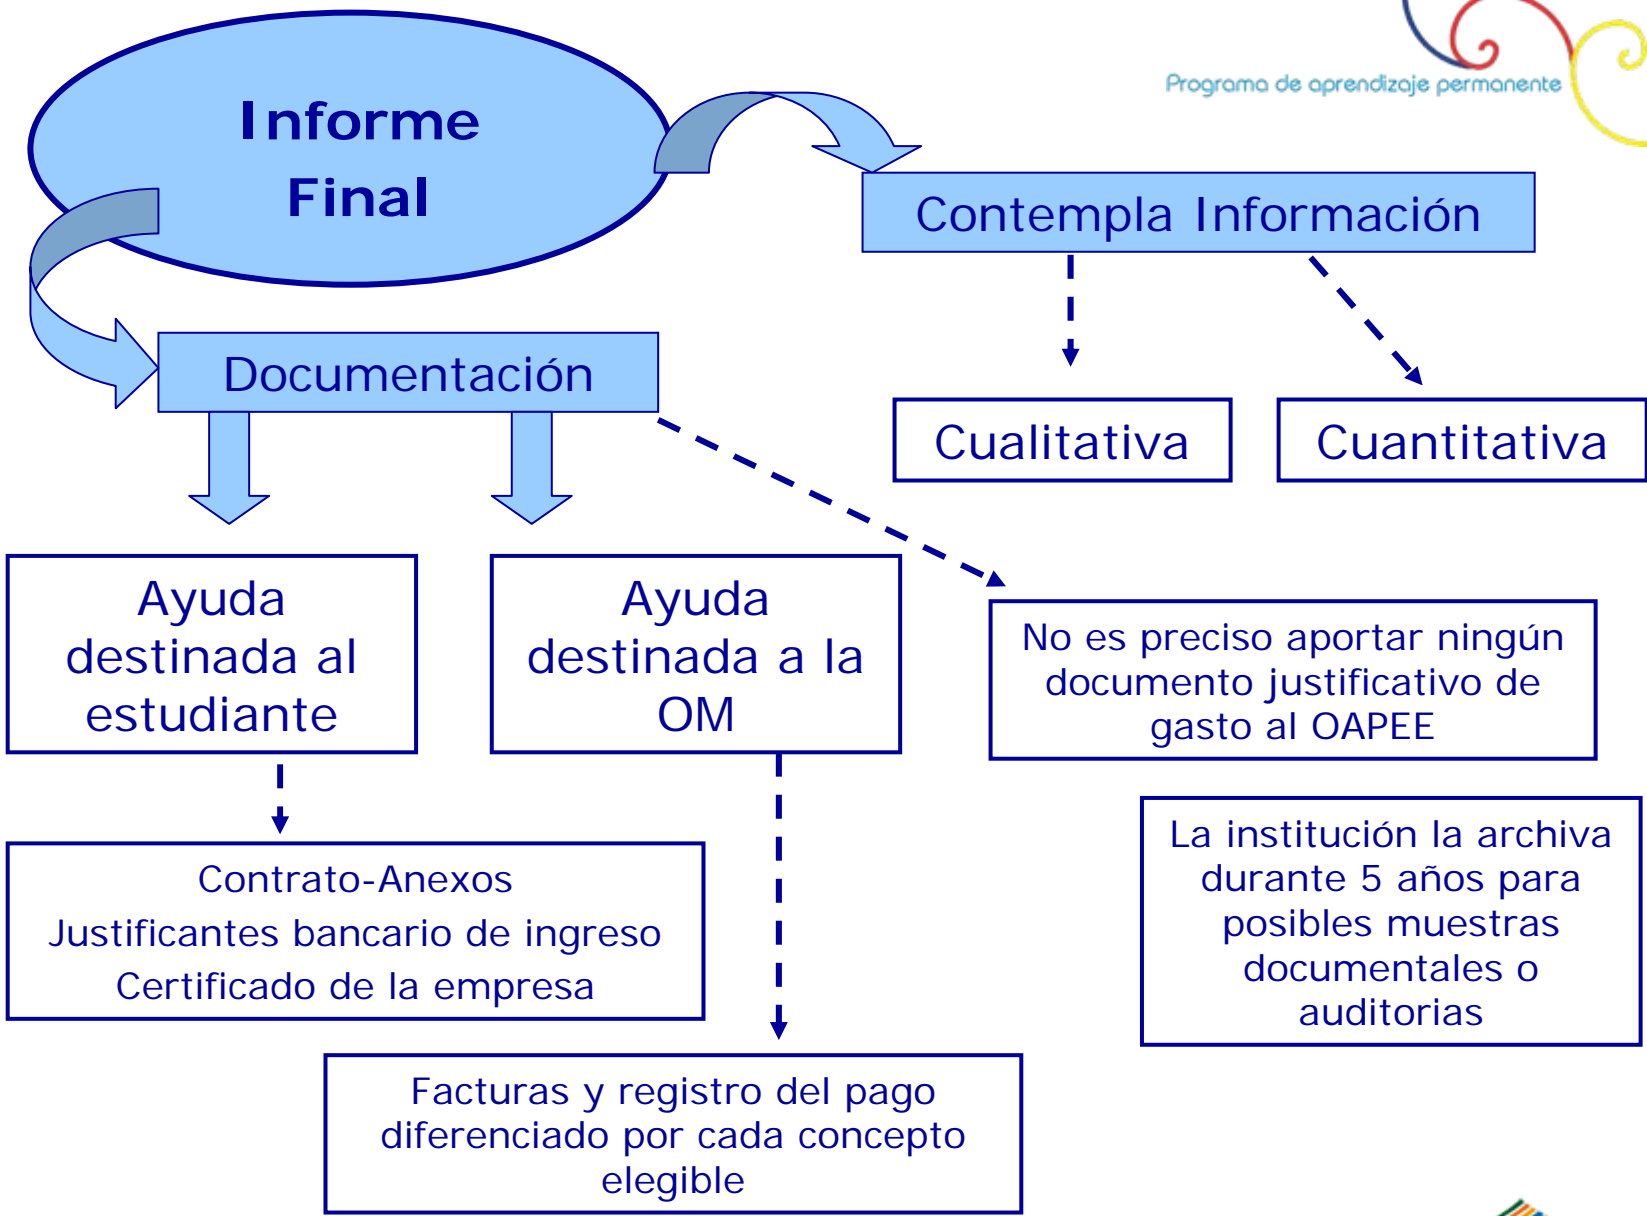 Programa de aprendizaje permanente
Informe
Final
Contempla Información
Documentación
Cualitativa
Cuantitativa
Ayuda
destinada al
estudiante
Ayuda
destinada a la
OM
No es preciso aportar ningún
documento justificativo de
gasto al OAPEE
La institución la archiva
durante 5 años para
posibles muestras
documentales o
auditorias
Contrato-Anexos
Justificantes bancario de ingreso
Certificado de la empresa
Facturas y registro del pago
diferenciado por cada concepto
elegible